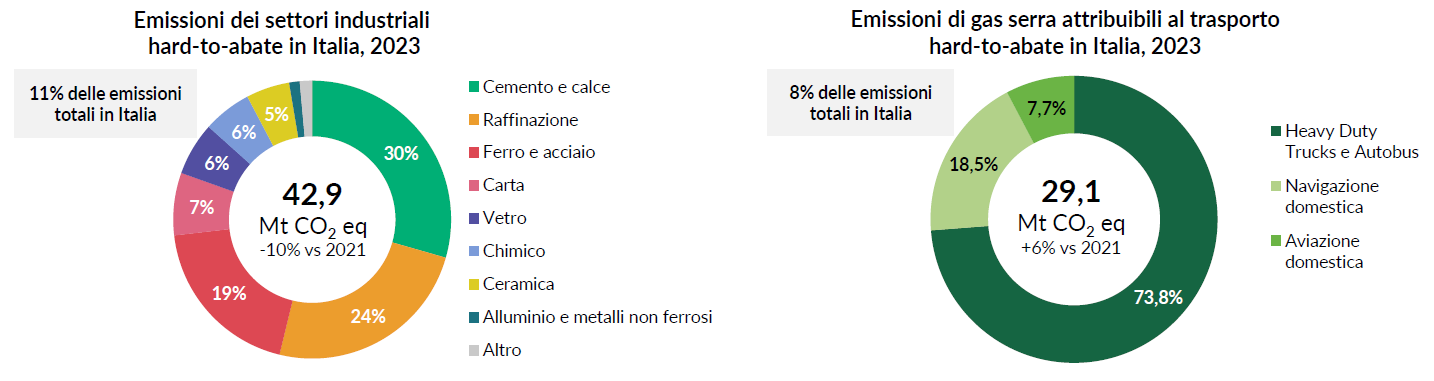 Emissioni dei settori industriali
hard-to-abate in Italia, 2023
11% delle emissioni
totali in Italia
30%
24%
19%
7%
6%
6%
5%
42,9
Mt CO₂ eq
-10% vs 2021
Cemento e calce
Raffinazione
Ferro e acciaio
Carta
Vetro
Chimico
Ceramica
Alluminio e metalli non ferrosi
Altro
Emissioni di gas serra attribuibili al trasporto
hard-to-abate in Italia, 2023
8% delle emissioni
totali in Italia
7,7%
18,5%
73,8%
29,1
Mt CO₂ eq
+6% vs 2021
Heavy Duty
Trucks e Autobus
Navigazione
domestica
Aviazione
domestica